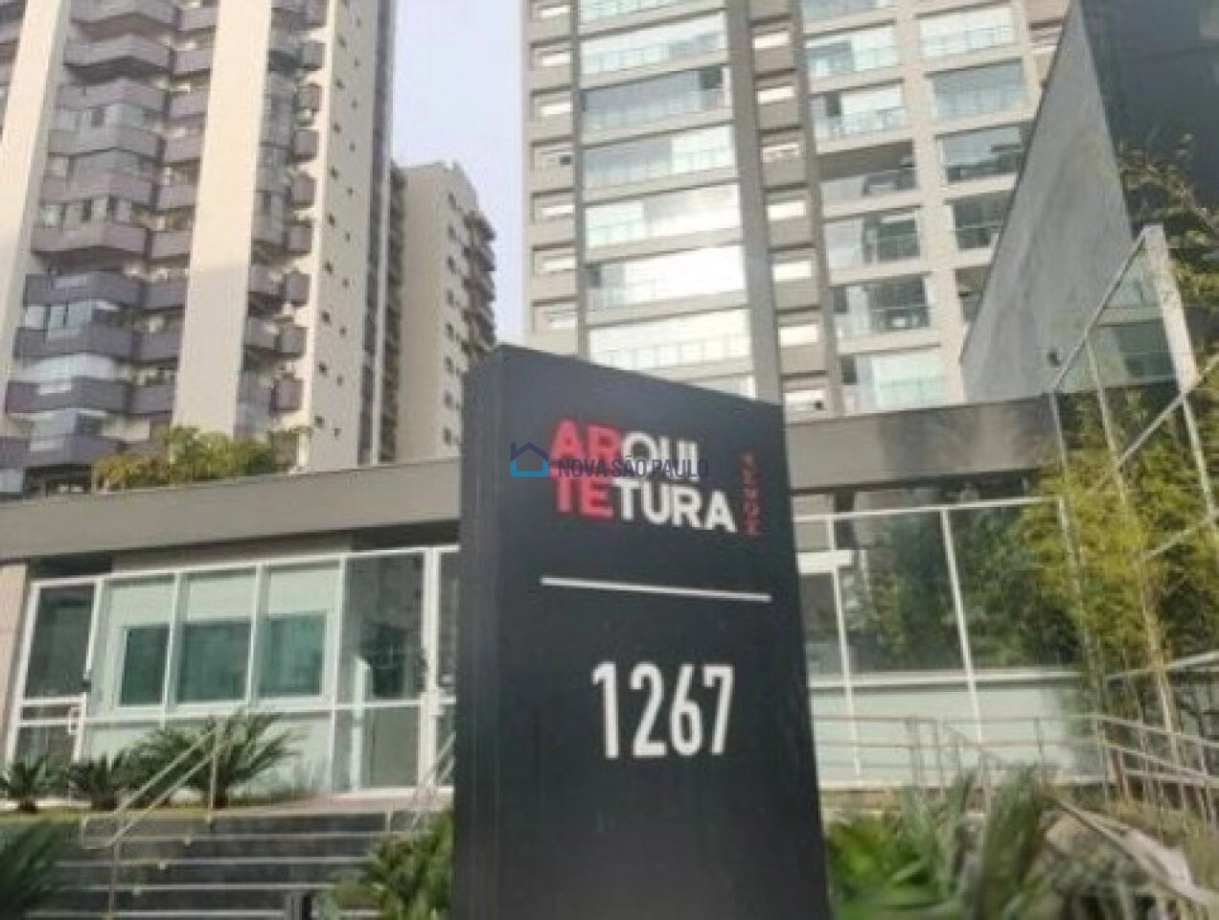 ARQUI
TETURA
NOVA SÃO PAULO
1267